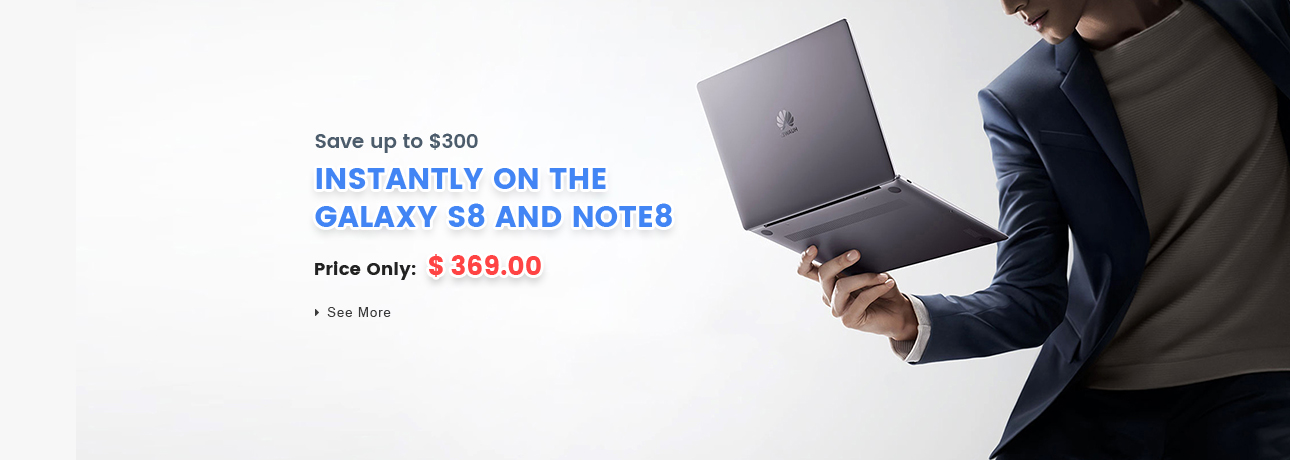 Save up to $300
INSTANTLY ON THE
GALAXY S8 AND NOTE8
Price Only: $ 369.00
See More
HUAWEI